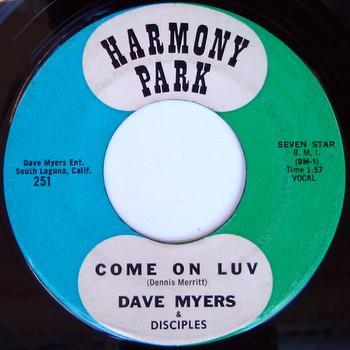 HARMONY
PARK
Dave Myers Ent.
South Laguna, Calif.
251
SEVEN STAR
B. M. I.
(DM-1)
Time 1:57
VOCAL
COME ON LUV
(Dennis Merritt)
DAVE MYERS
&
DISCIPLES